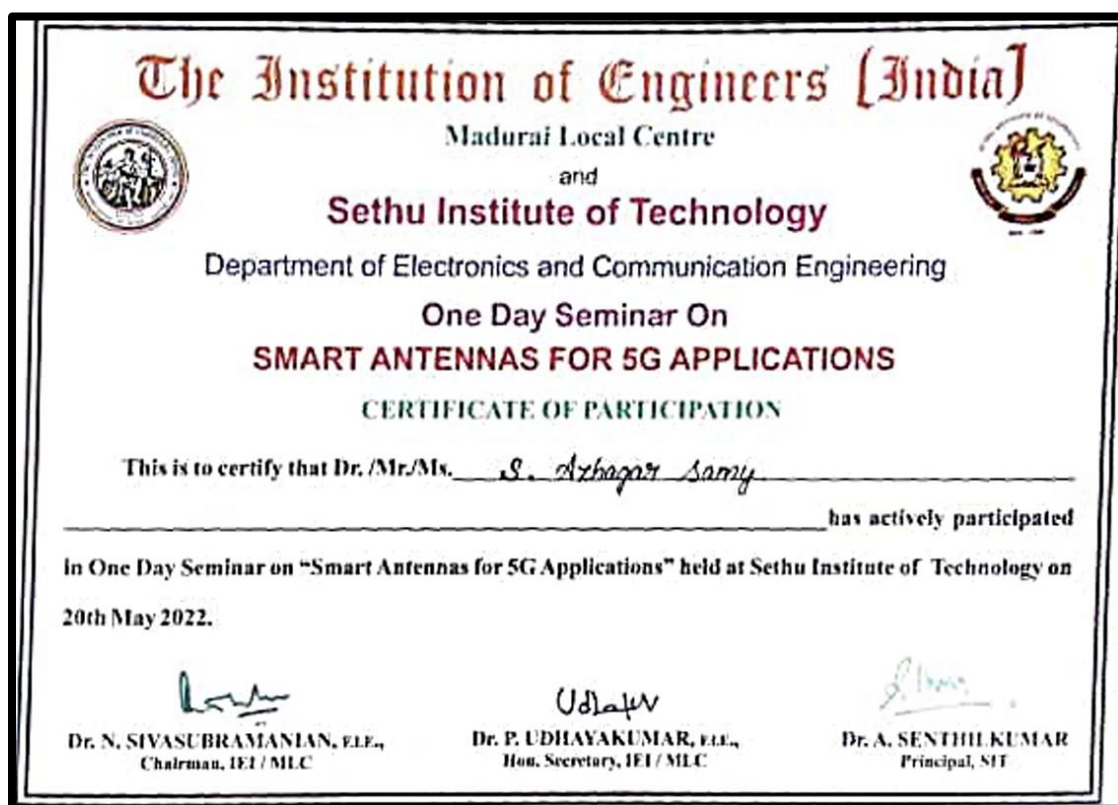 The Institution of Engineers [India]
Madurai Local Centre
and
Sethu Institute of Technology
Department of Electronics and Communication Engineering
One Day Seminar On
SMART ANTENNAS FOR 5G APPLICATIONS
CERTIFICATE OF PARTICIPATION
This is to certify that Dr. /Mr./Ms. S. Azhagar Samy
has actively participated
in One Day Seminar on “Smart Antennas for 5G Applications” held at Sethu Institute of Technology on
20th May 2022.
Dr. N. SIVASUBRAMANIAN, F.I.E., Dr. P. UDHAYAKUMAR, F.I.E., Dr. A. SENTHILKUMAR
Chairman, IEI / MLC Hon. Secretary, IEI / MLC Principal, SIT